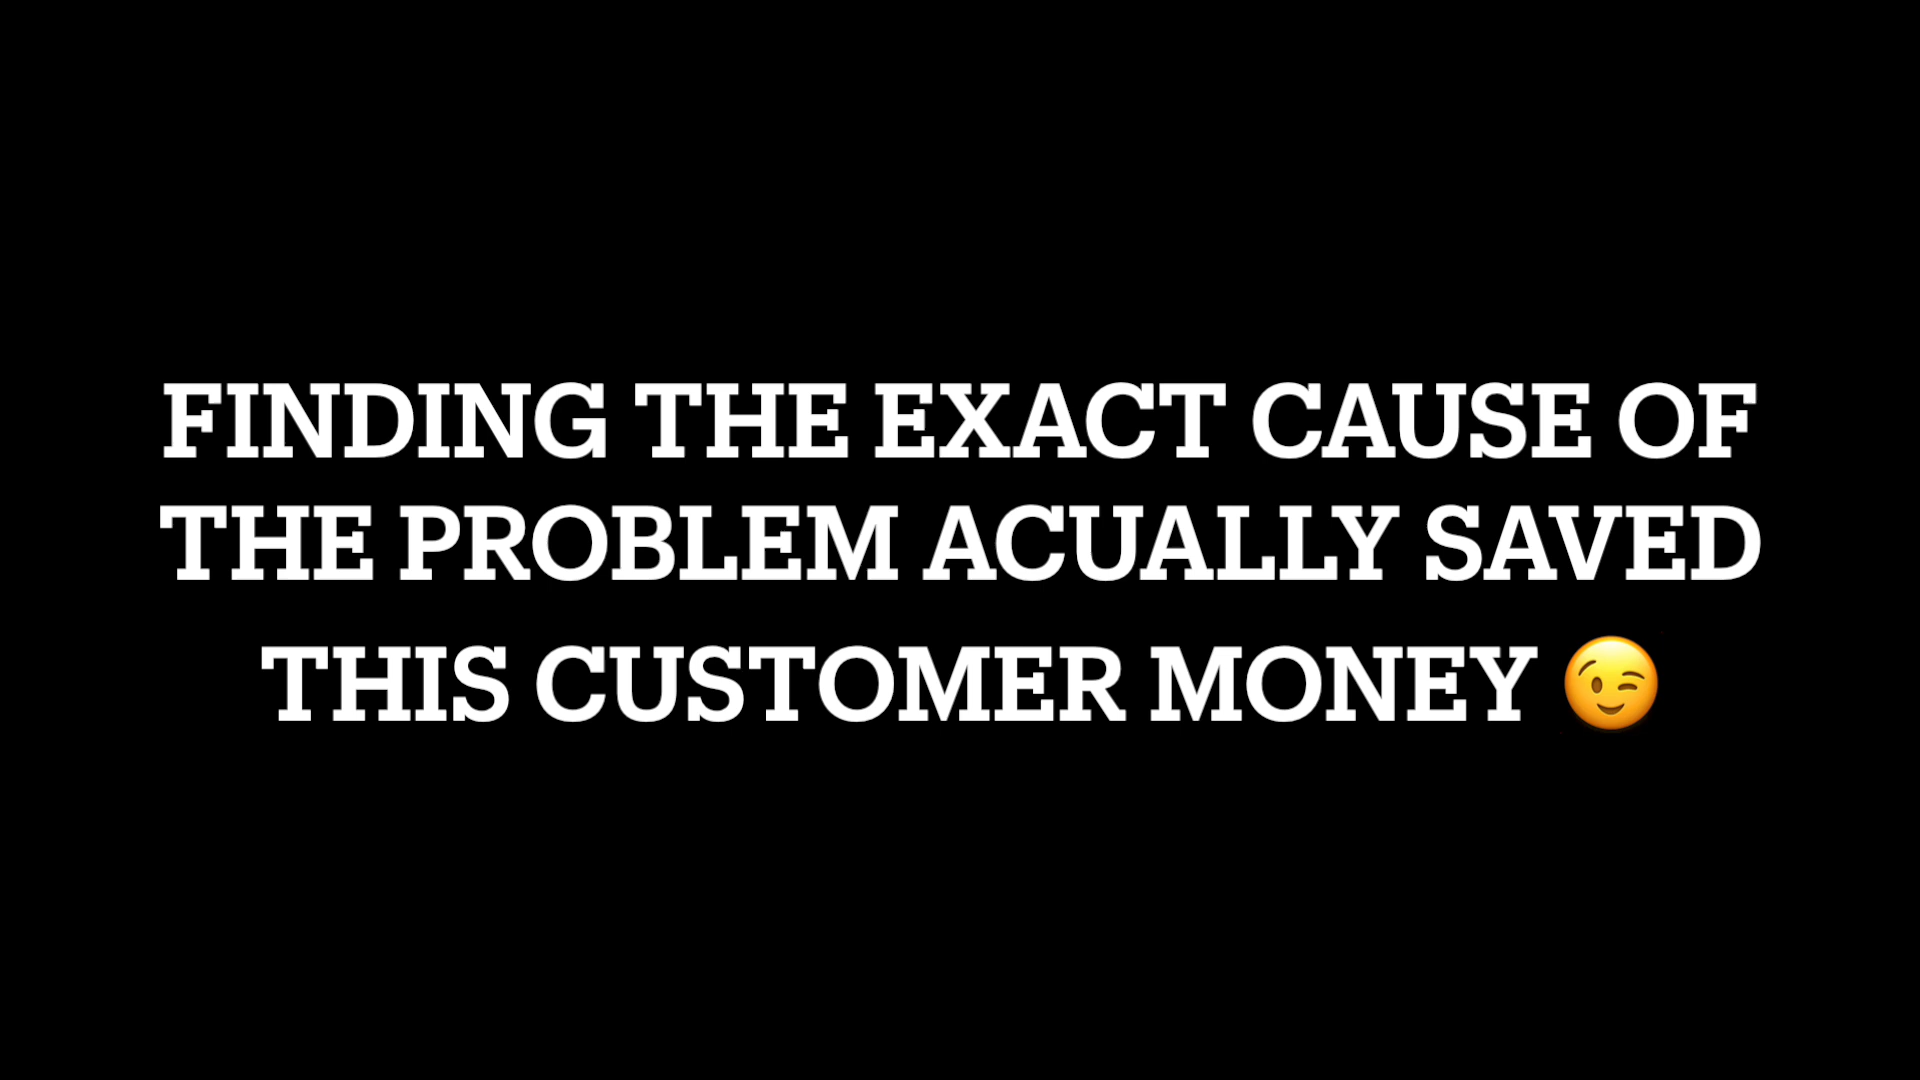 FINDING THE EXACT CAUSE OF
THE PROBLEM ACUALLY SAVED
THIS CUSTOMER MONEY 😉